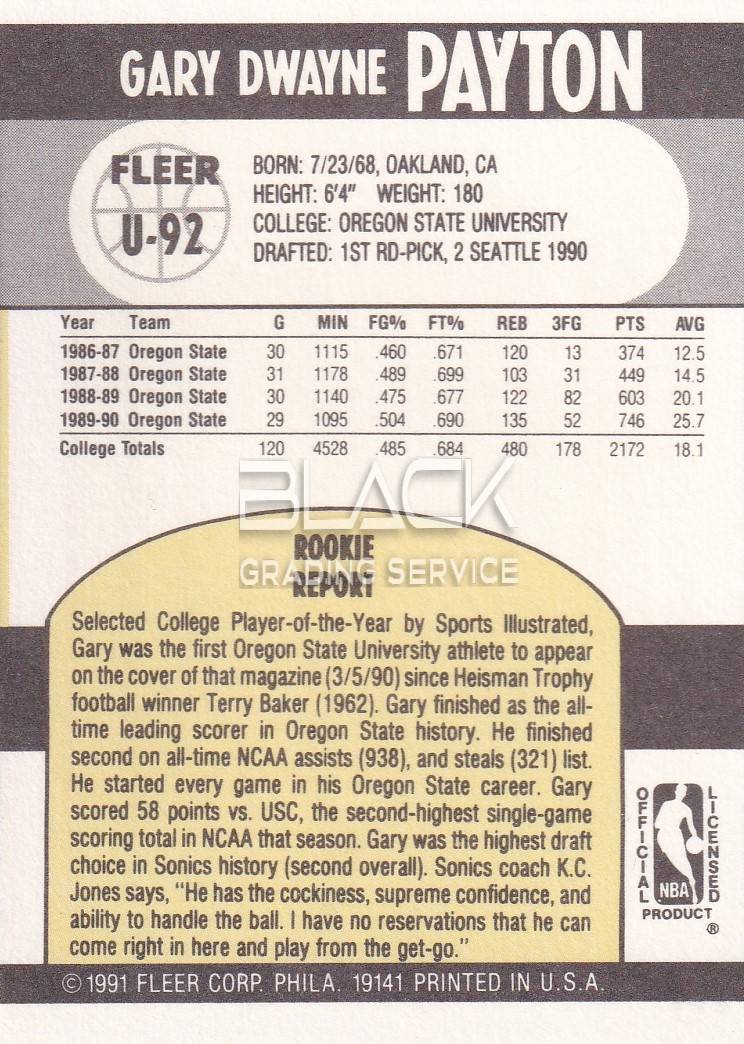 GARY DWAYNE PAYTON
FLEER
U-92
BORN: 7/23/68, OAKLAND, CA
HEIGHT: 6'4" WEIGHT: 180
COLLEGE: OREGON STATE UNIVERSITY
DRAFTED: 1ST RD-PICK, 2 SEATTLE 1990
Year Team G MIN FG% FT% REB 3FG PTS AVG
1986-87 Oregon State 30 1115 .460 .671 120 13 374 12.5
1987-88 Oregon State 31 1178 .489 .699 103 31 449 14.5
1988-89 Oregon State 30 1140 .475 .677 122 82 603 20.1
1989-90 Oregon State 29 1095 .504 .690 135 52 746 25.7
College Totals 120 4528 .485 .684 480 178 2172 18.1
BLACK
GRADING SERVICE
ROOKIE
REPORT
Selected College Player-of-the-Year by Sports Illustrated,
Gary was the first Oregon State University athlete to appear
on the cover of that magazine (3/5/90) since Heisman Trophy
football winner Terry Baker (1962). Gary finished as the all-
time leading scorer in Oregon State history. He finished
second on all-time NCAA assists (938), and steals (321) list.
He started every game in his Oregon State career. Gary
scored 58 points vs. USC, the second-highest single-game
scoring total in NCAA that season. Gary was the highest draft
choice in Sonics history (second overall). Sonics coach K.C.
Jones says, "He has the cockiness, supreme confidence, and
ability to handle the ball. I have no reservations that he can
come right in here and play from the get-go."
OFFICIAL
LICENSED
NBA
PRODUCT
®
© 1991 FLEER CORP. PHILA. 19141 PRINTED IN U.S.A.